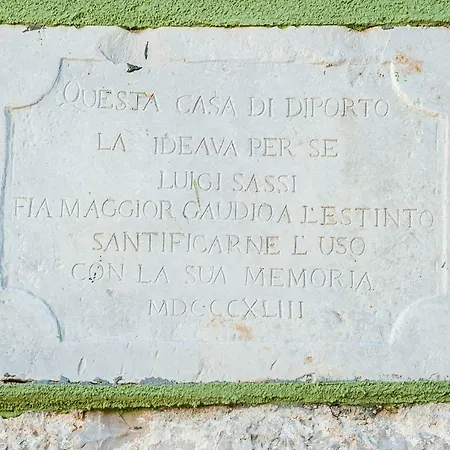 QUESTA CASA DI DIPORTO
LA IDEAVA PER SE
LUIGI SASSI
FIA MAGGIOR GAUDIO A L'ESTINTO
SANTIFICARNE L'USO
CON LA SUA MEMORIA
MDCCCXLIII